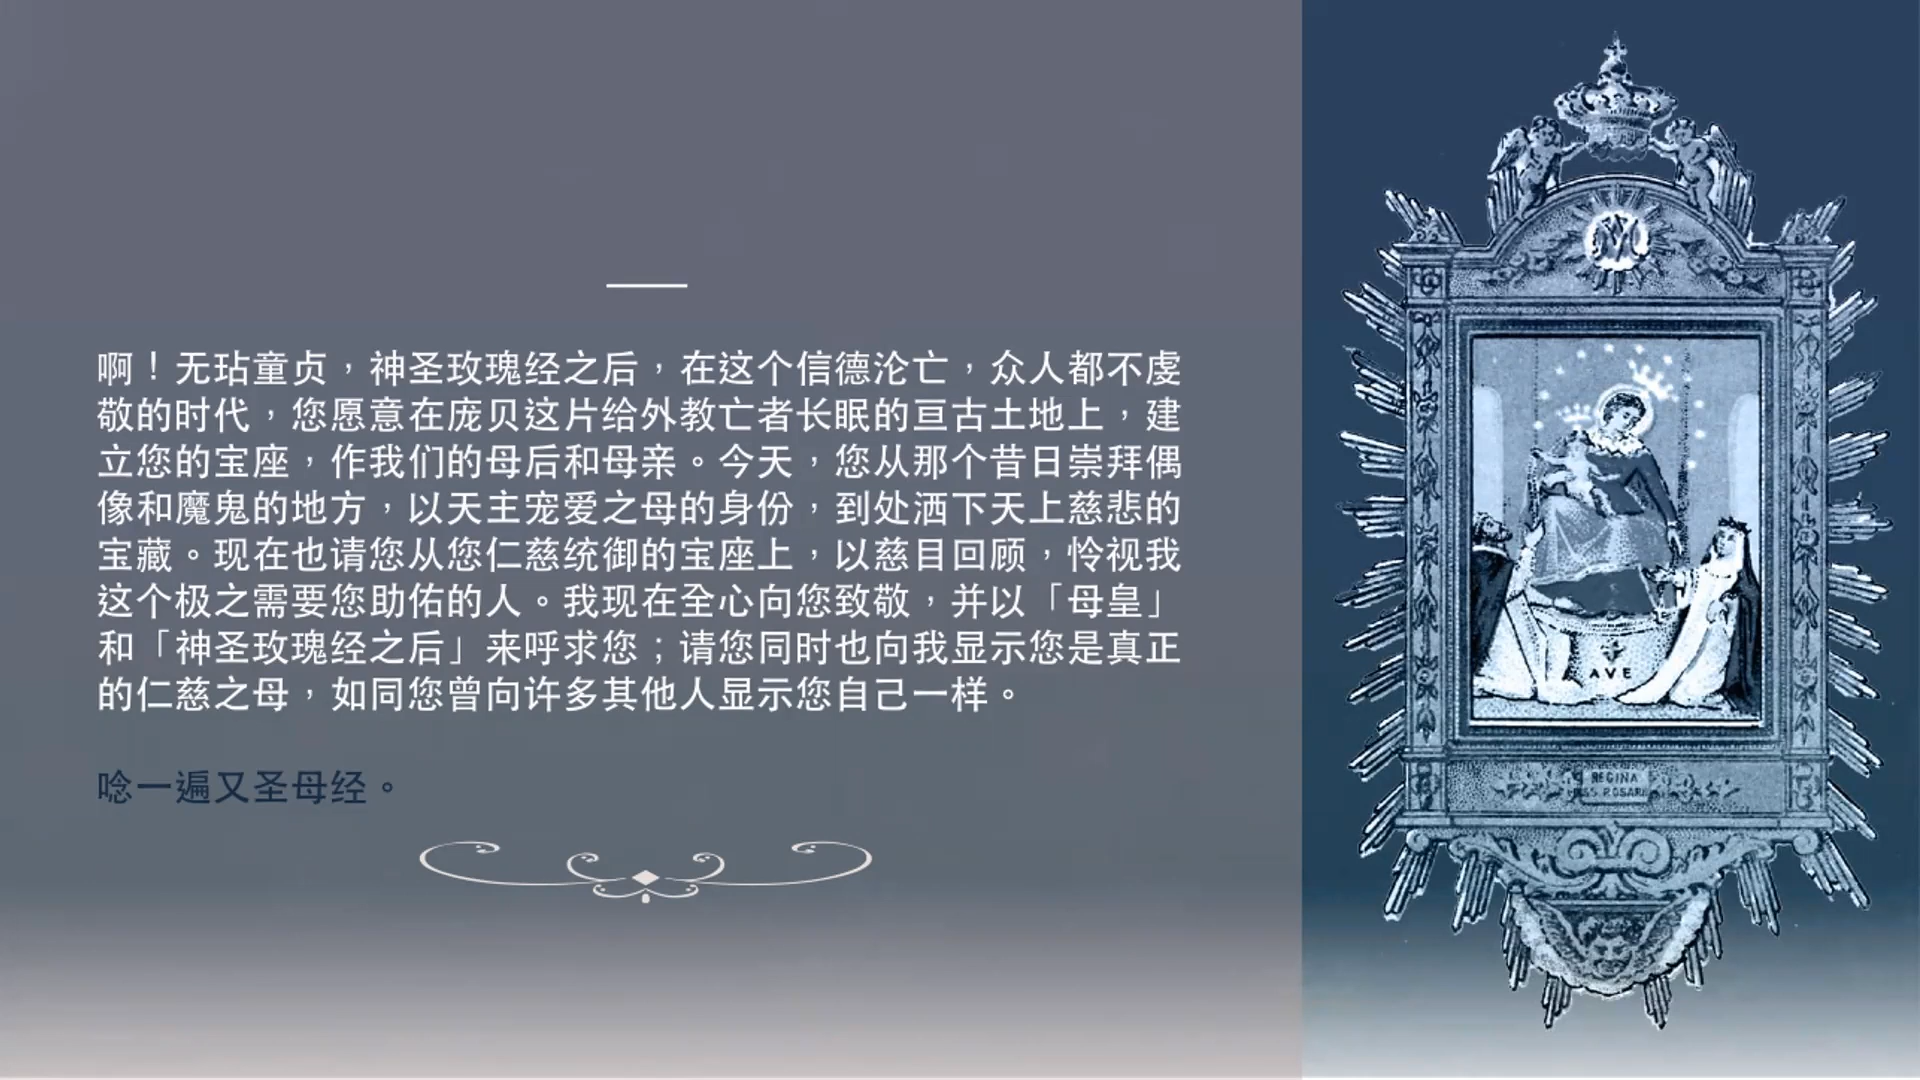 啊！无玷童贞，神圣玫瑰经之后，在这个信德沦亡，众人都不虔
敬的时代，您愿意在庞贝这片给外教亡者长眠的亘古土地上，建
立您的宝座，作我们的母后和母亲。今天，您从那个昔日崇拜偶
像和魔鬼的地方，以天主宠爱之母的身份，到处洒下天上慈悲的
宝藏。现在也请您从您仁慈统御的宝座上，以慈目回顾，怜视我
这个极之需要您助佑的人。我现在全心向您致敬，并以「母皇」
和「神圣玫瑰经之后」来呼求您；请您同时也向我显示您是真正
的仁慈之母，如同您曾向许多其他人显示您自己一样。
唸一遍又圣母经。
AVE
REGINA